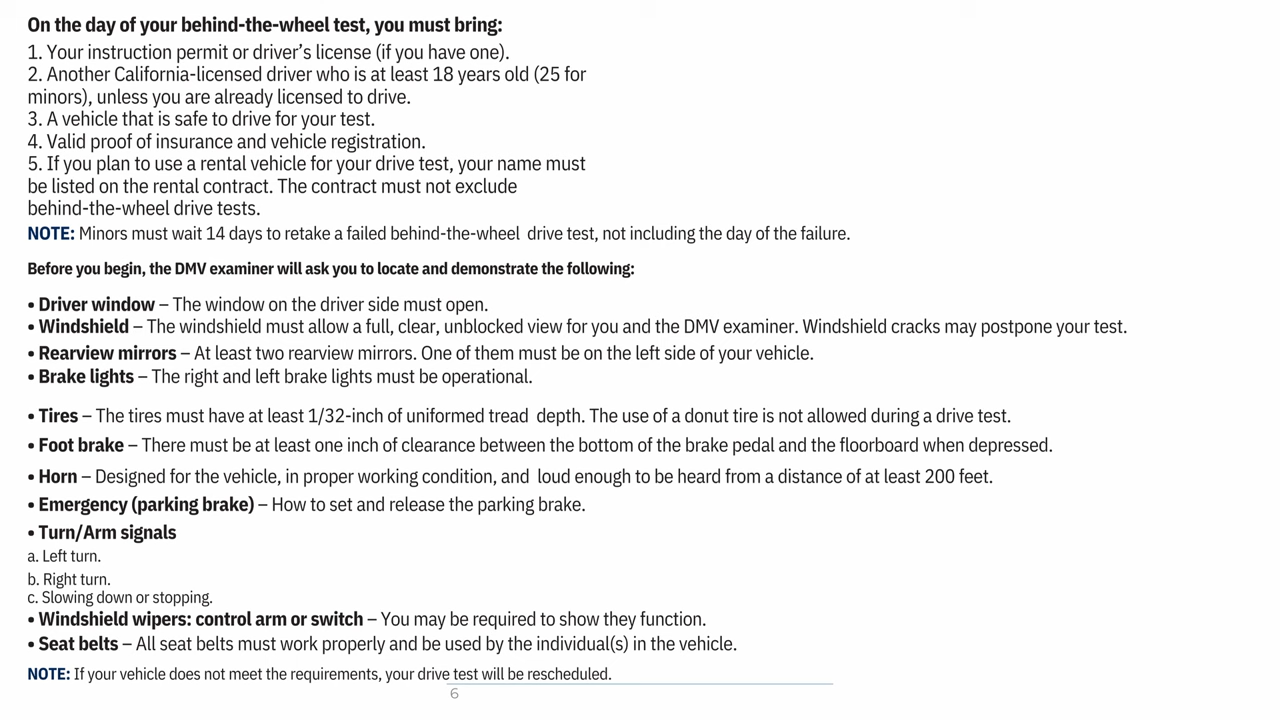 On the day of your behind-the-wheel test, you must bring:
1. Your instruction permit or driver’s license (if you have one).
2. Another California-licensed driver who is at least 18 years old (25 for
minors), unless you are already licensed to drive.
3. A vehicle that is safe to drive for your test.
4. Valid proof of insurance and vehicle registration.
5. If you plan to use a rental vehicle for your drive test, your name must
be listed on the rental contract. The contract must not exclude
behind-the-wheel drive tests.
NOTE: Minors must wait 14 days to retake a failed behind-the-wheel drive test, not including the day of the failure.
Before you begin, the DMV examiner will ask you to locate and demonstrate the following:
• Driver window – The window on the driver side must open.
• Windshield – The windshield must allow a full, clear, unblocked view for you and the DMV examiner. Windshield cracks may postpone your test.
• Rearview mirrors – At least two rearview mirrors. One of them must be on the left side of your vehicle.
• Brake lights – The right and left brake lights must be operational.
• Tires – The tires must have at least 1/32-inch of uniformed tread depth. The use of a donut tire is not allowed during a drive test.
• Foot brake – There must be at least one inch of clearance between the bottom of the brake pedal and the floorboard when depressed.
• Horn – Designed for the vehicle, in proper working condition, and loud enough to be heard from a distance of at least 200 feet.
• Emergency (parking brake) – How to set and release the parking brake.
• Turn/Arm signals
a. Left turn.
b. Right turn.
c. Slowing down or stopping.
• Windshield wipers: control arm or switch – You may be required to show they function.
• Seat belts – All seat belts must work properly and be used by the individual(s) in the vehicle.
NOTE: If your vehicle does not meet the requirements, your drive test will be rescheduled.
6